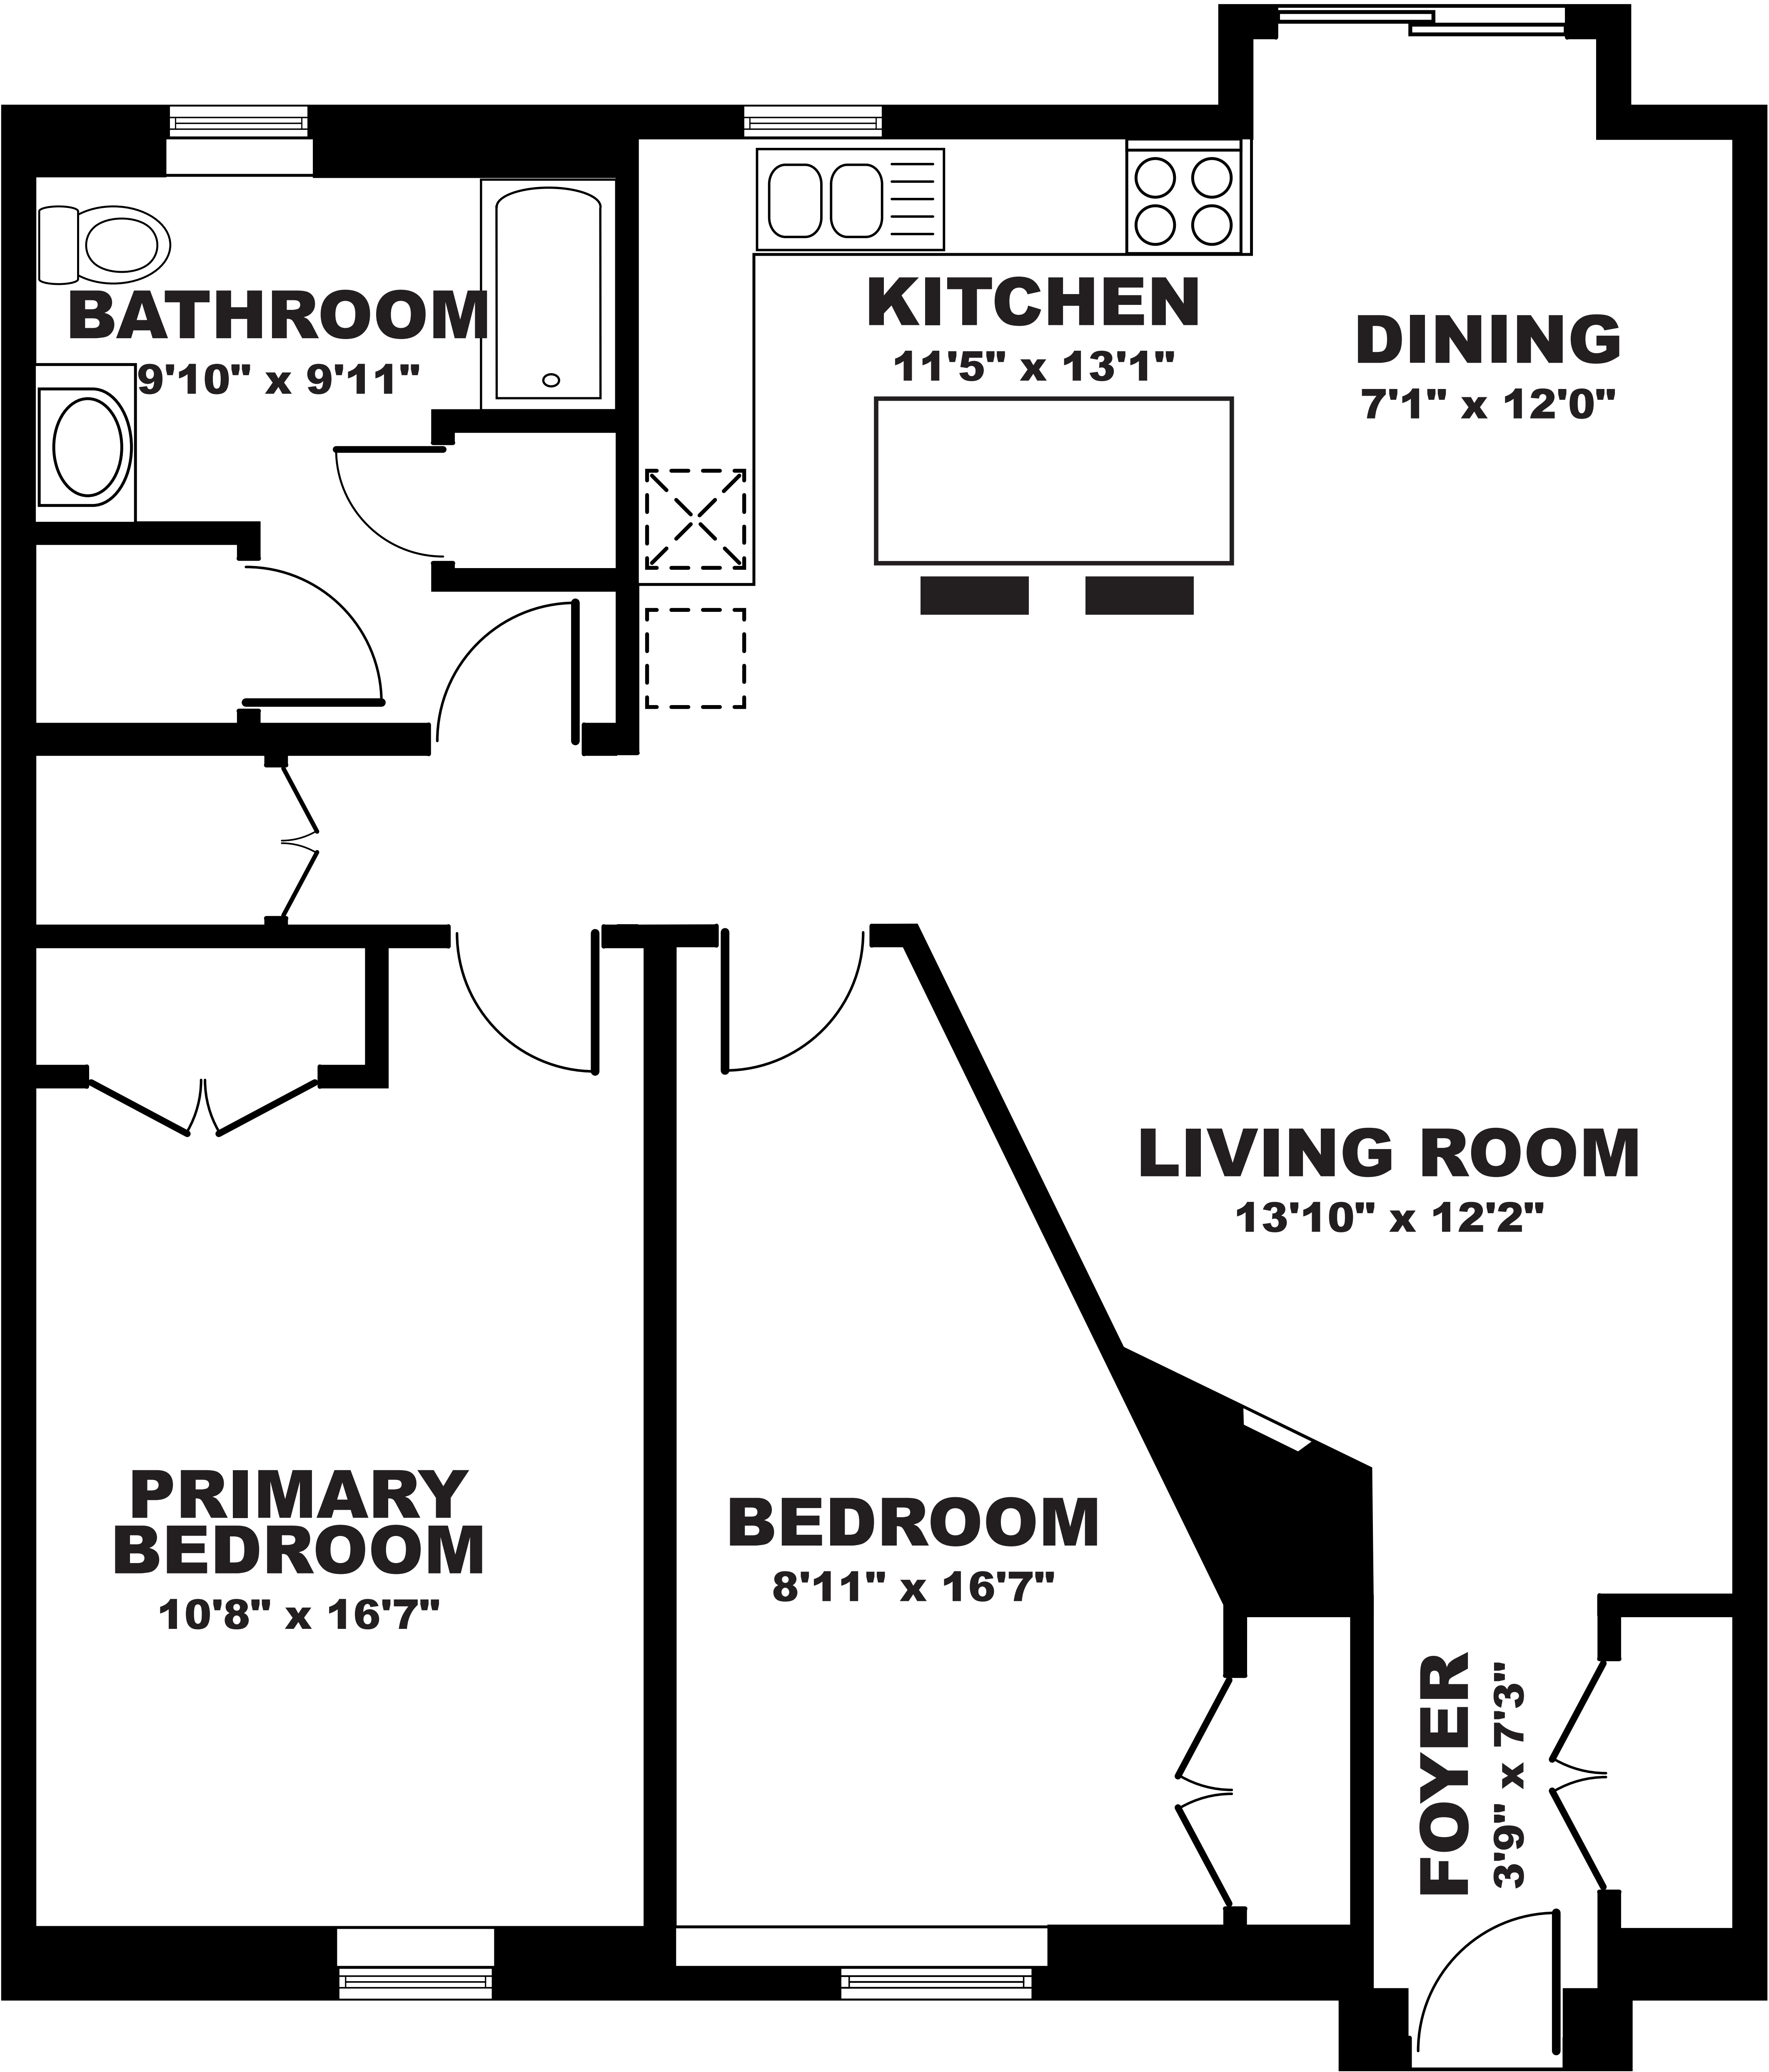 BATHROOM
9'10" x 9'11"
KITCHEN
11'5" x 13'1"
DINING
7'1" x 12'0"
LIVING ROOM
13'10" x 12'2"
PRIMARY
BEDROOM
10'8" x 16'7"
BEDROOM
8'11" x 16'7"
FOYER
3'9" x 7'3"